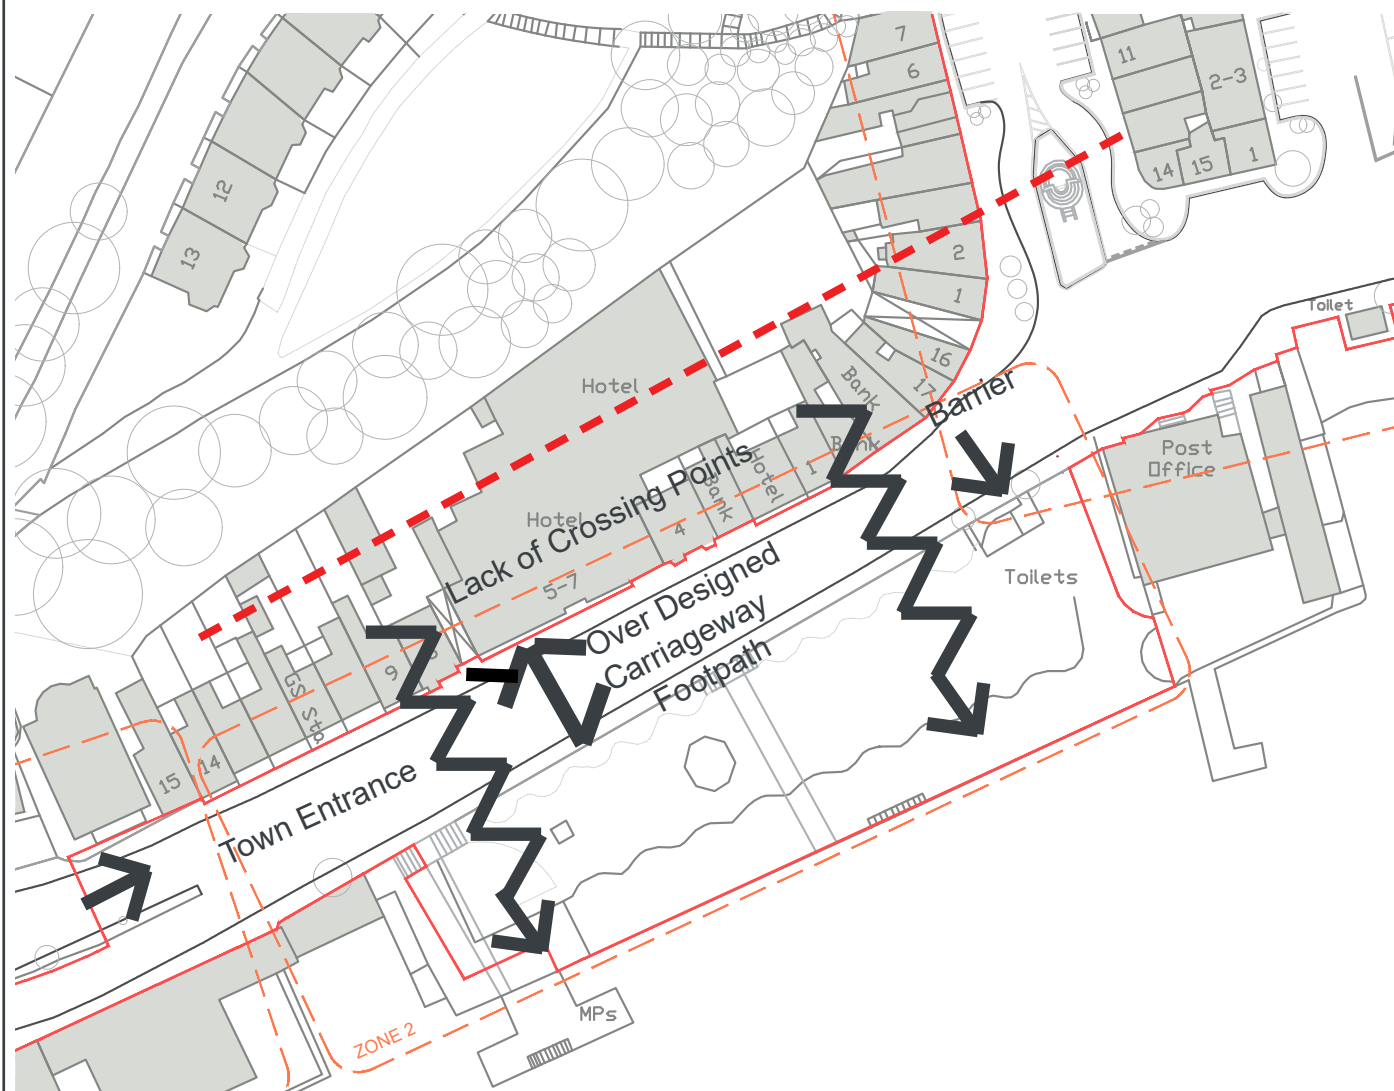 7
6
11
2-3
14
15
1
12
13
2
1
16
17
Toilet
Hotel
Bank
Bank
Barrier
Post
Office
Hotel
1
Bank
4
Hotel
5-7
Lack of Crossing Points
Over Designed
Carriageway
Footpath
Toilets
9
GS Sta
14
15
Town Entrance
MPs
ZONE 2